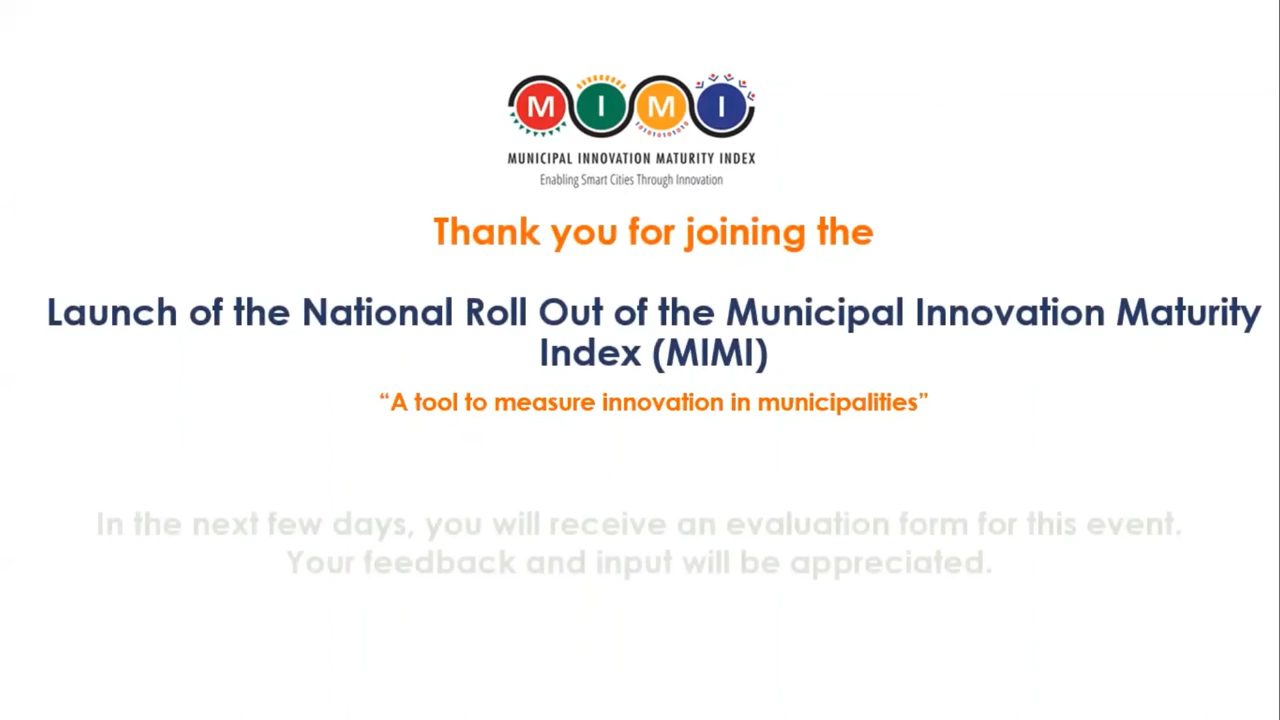 MIMI
MUNICIPAL INNOVATION MATURITY INDEX
Enabling Smart Cities Through Innovation
Thank you for joining the
Launch of the National Roll Out of the Municipal Innovation Maturity
Index (MIMI)
“A tool to measure innovation in municipalities”
In the next few days, you will receive an evaluation form for this event.
Your feedback and input will be appreciated.